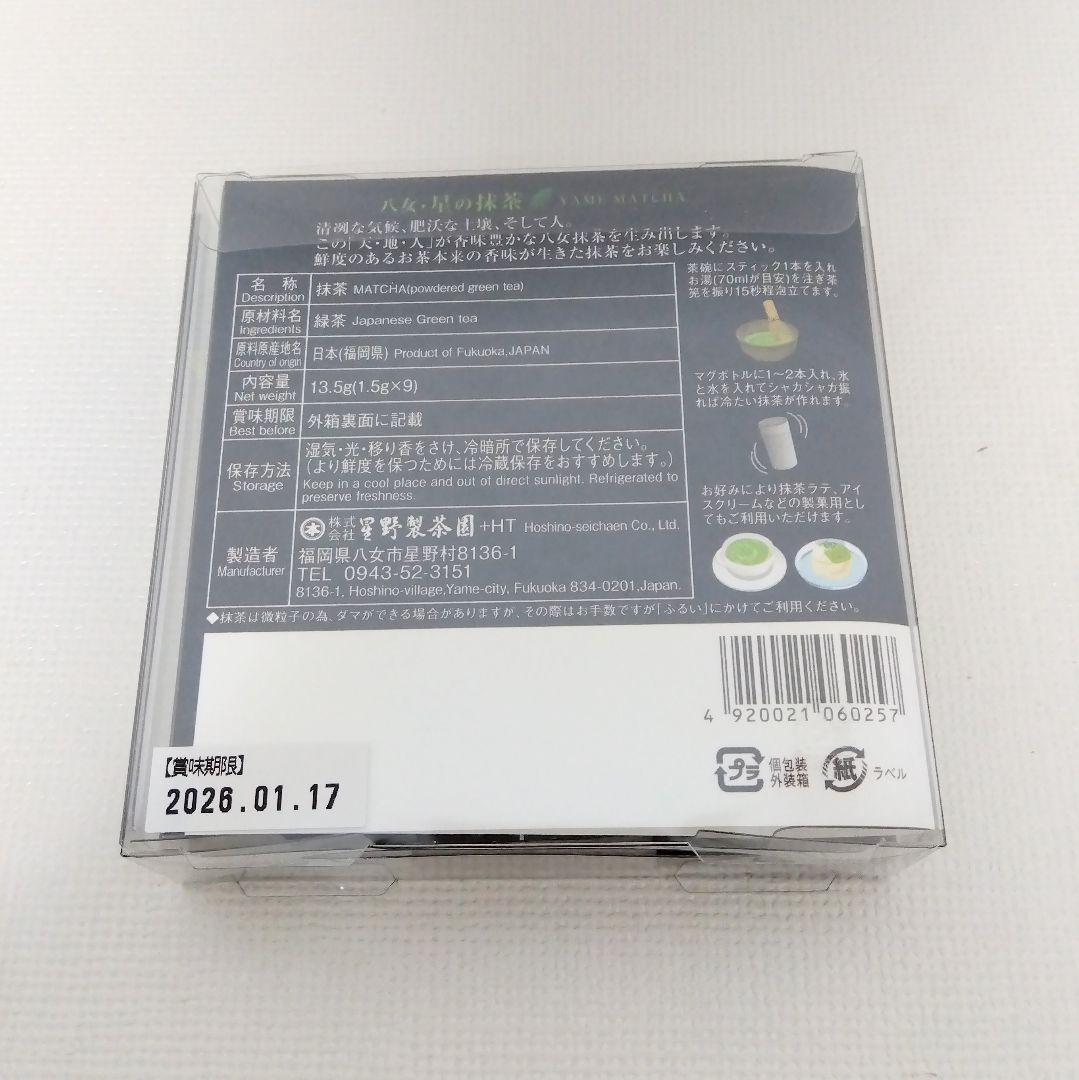 八女・星の抹茶 YAME MATCHA
清冽な気候、肥沃な土壌、そして人。
この「天・地・人」が香味豊かな八女抹茶を生み出します。
鮮度のあるお茶本来の香味が生きた抹茶をお楽しみください。
名称 抹茶 MATCHA(powdered green tea)
Description
原材料名 緑茶 Japanese Green tea
Ingredients
原料原産地名 日本(福岡県) Product of Fukuoka,JAPAN
Country of origin
内容量 13.5g(1.5g×9)
Net weight
賞味期限 外箱裏面に記載
Best before
保存方法
Storage
湿気・光・移り香をさけ、冷暗所で保存してください。
(より鮮度を保つためには冷蔵保存をおすすめします。)
Keep in a cool place and out of direct sunlight. Refrigerated to
preserve freshness.
製造者
Manufacturer
本 株式会社 星野製茶園 +HT Hoshino-seichaen Co., Ltd.
福岡県八女市星野村8136-1
TEL 0943-52-3151
8136-1, Hoshino-village,Yame-city, Fukuoka 834-0201,Japan.
◆抹茶は微粒子の為、ダマができる場合がありますが、その際はお手数ですが「ふるい」にかけてご利用ください。
茶碗にスティック1本を入れ
お湯(70mlが目安)を注ぎ茶
筅を振り15秒程泡立てます。
マグボトルに1〜2本入れ、氷
と水を入れてシャカシャカ振
れば冷たい抹茶が作れます。
お好みにより抹茶ラテ、アイ
スクリームなどの製菓用とし
てもご利用いただけます。
4 920021 060257
プラ 個包装
外装箱
紙 ラベル
【賞味期限】
2026.01.17